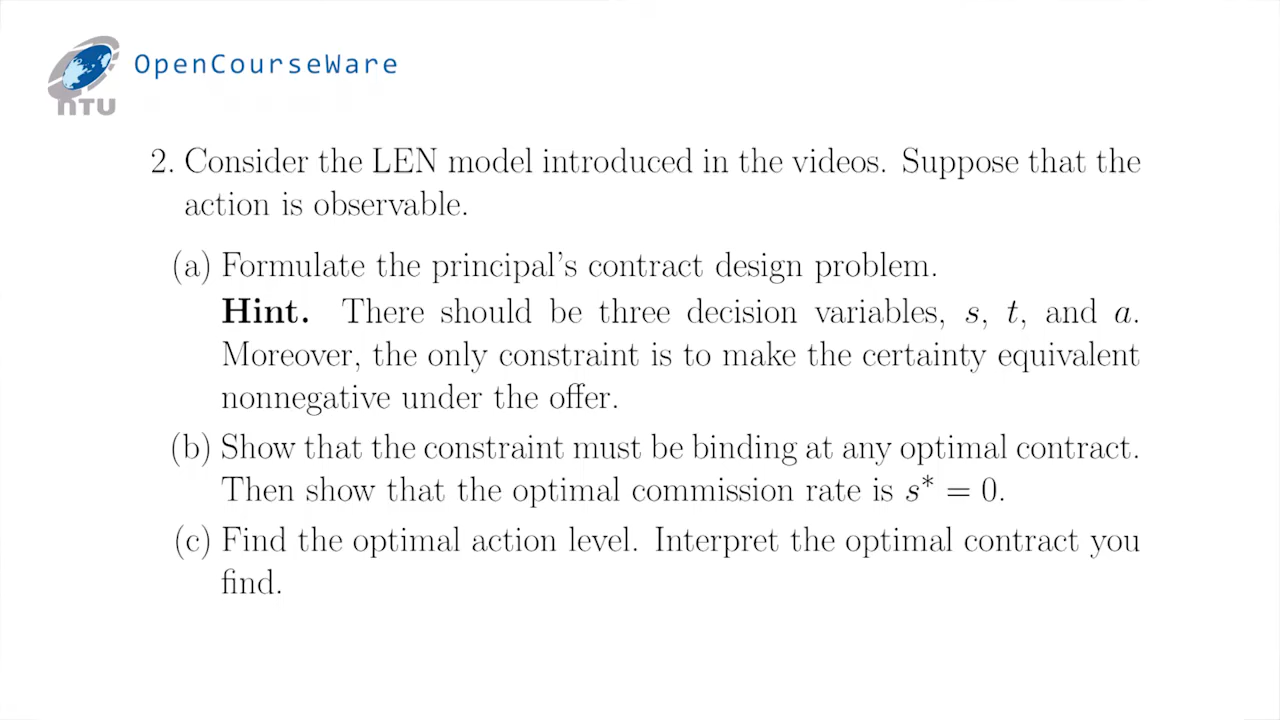 OpenCourseWare
NTU
2. Consider the LEN model introduced in the videos. Suppose that the
action is observable.
(a) Formulate the principal's contract design problem.
Hint. There should be three decision variables, s, t, and a.
Moreover, the only constraint is to make the certainty equivalent
nonnegative under the offer.
(b) Show that the constraint must be binding at any optimal contract.
Then show that the optimal commission rate is s* = 0.
(c) Find the optimal action level. Interpret the optimal contract you
find.